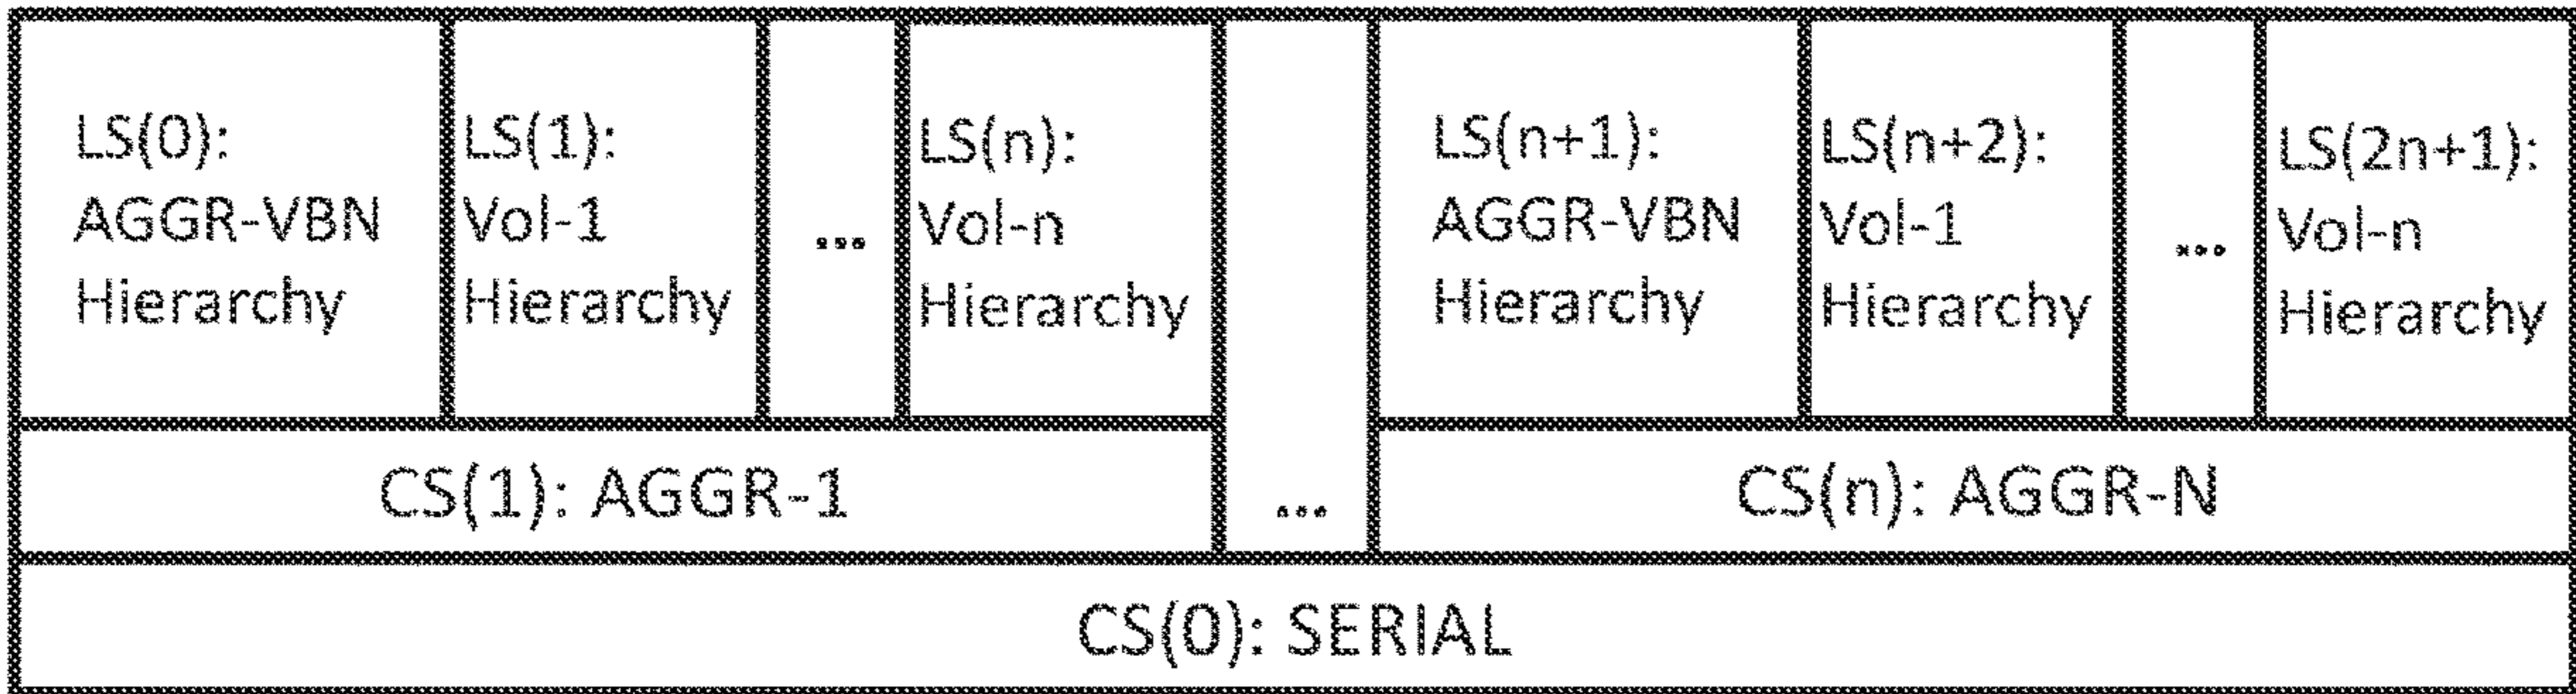 LS(0):
AGGR-VBN
Hierarchy
LS(1):
Vol-1
Hierarchy
...
LS(n):
Vol-n
Hierarchy
LS(n+1):
AGGR-VBN
Hierarchy
LS(n+2):
Vol-1
Hierarchy
...
LS(2n+1):
Vol-n
Hierarchy
CS(1): AGGR-1
...
CS(n): AGGR-N
CS(0): SERIAL